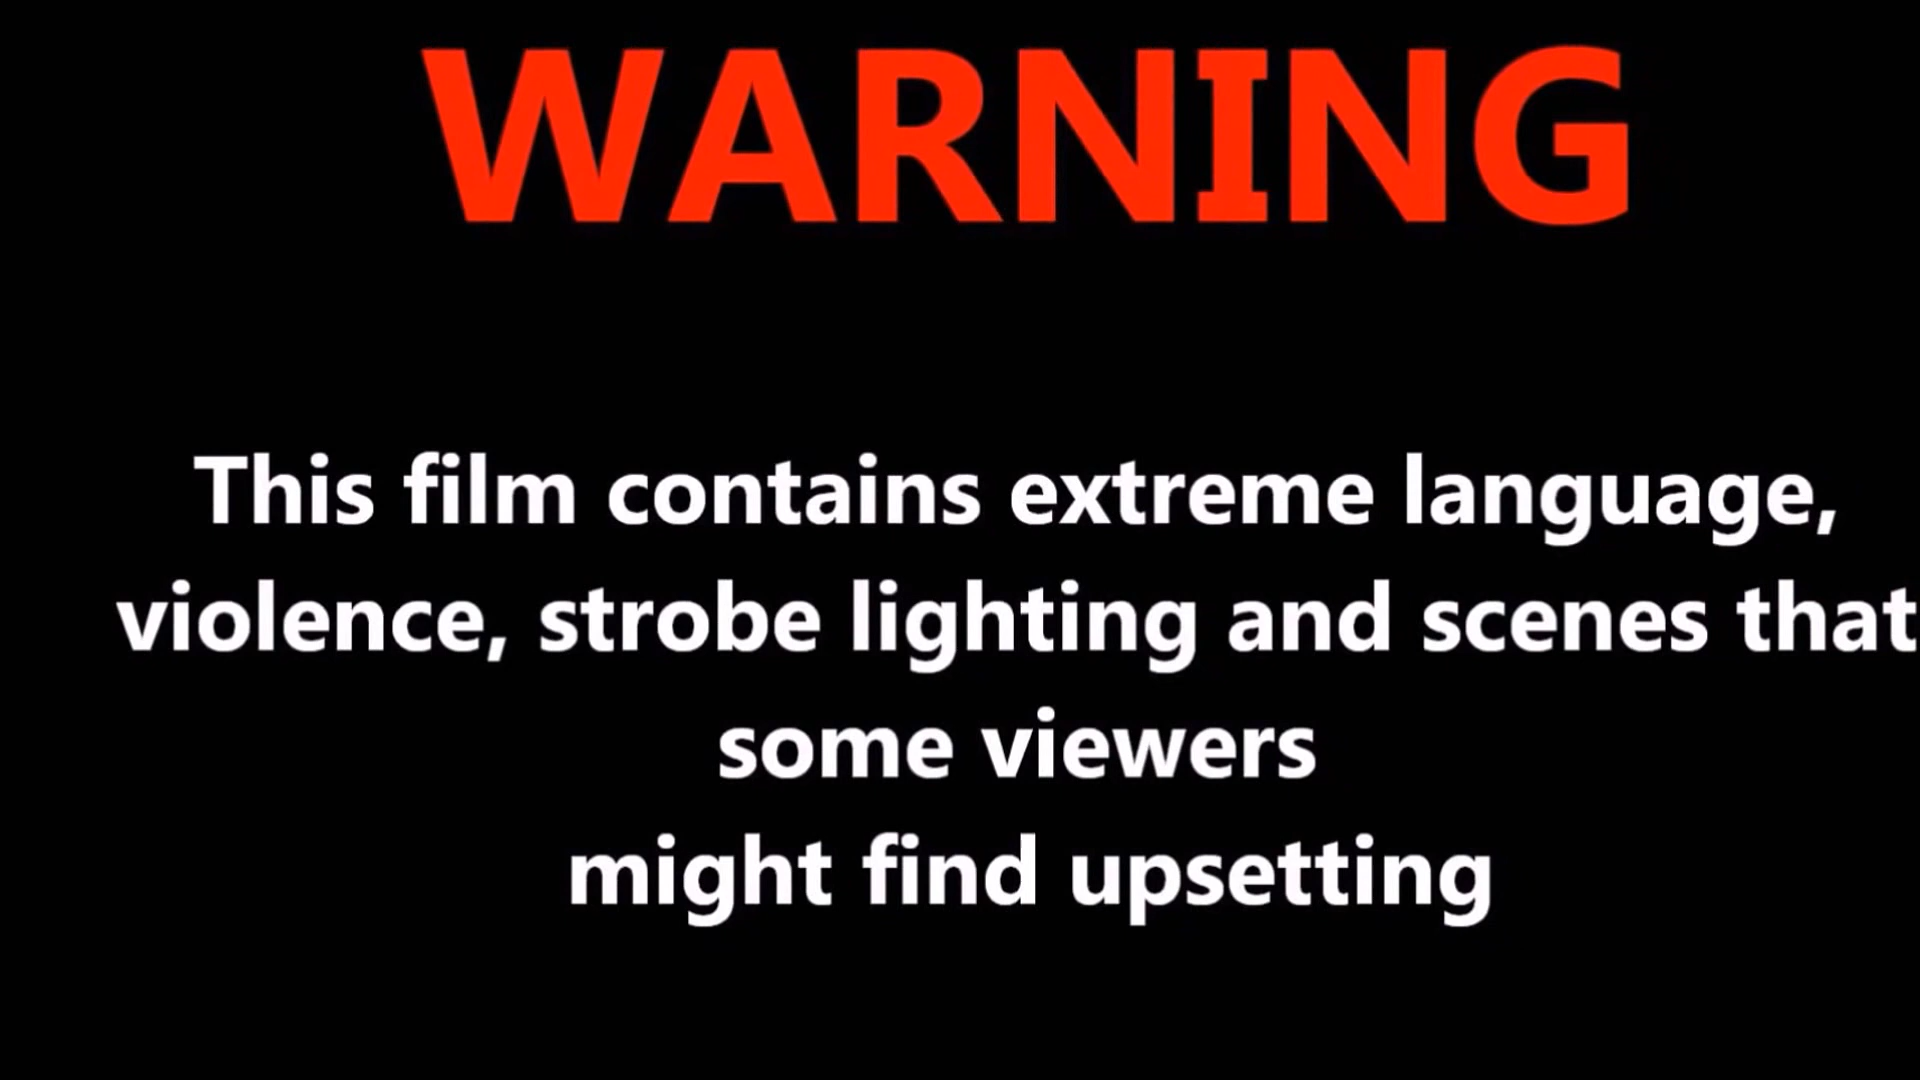 WARNING
This film contains extreme language,
violence, strobe lighting and scenes that
some viewers
might find upsetting